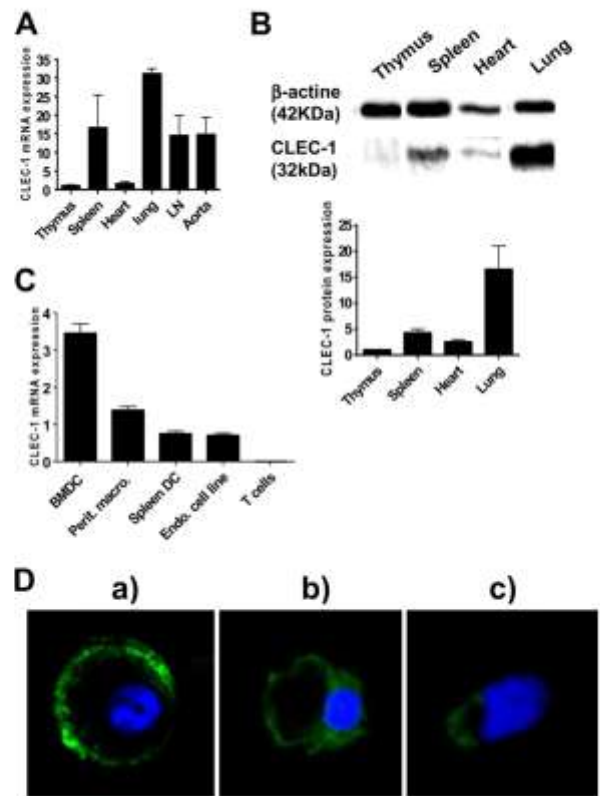 A
CLEC-1 mRNA expression
35
30
25
20
15
10
5
0
Thymus
Spleen
Heart
lung
LN
Aorta
B
Thymus
Spleen
Heart
Lung
β-actine
(42KDa)
CLEC-1
(32kDa)
CLEC-1 protein expression
25
20
15
10
5
0
Thymus
Spleen
Heart
Lung
C
CLEC-1 mRNA expression
4
3
2
1
0
BMDC
Perit. macro.
Spleen DC
Endo. cell line
T cells
D
a)
b)
c)